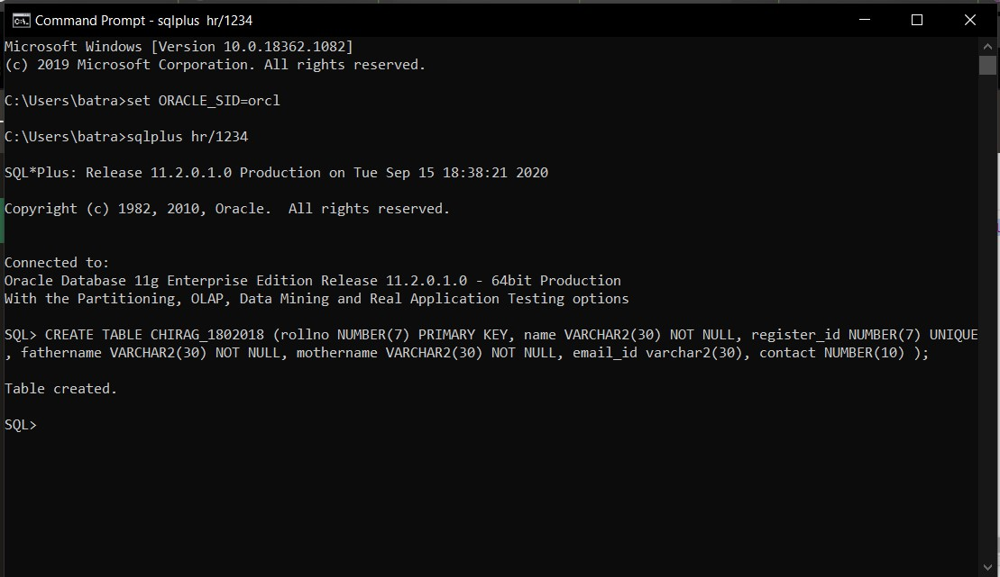 Command Prompt - sqlplus  hr/1234
Microsoft Windows [Version 10.0.18362.1082]
(c) 2019 Microsoft Corporation. All rights reserved.
C:\Users\batra>set ORACLE_SID=orcl
C:\Users\batra>sqlplus hr/1234
SQL*Plus: Release 11.2.0.1.0 Production on Tue Sep 15 18:38:21 2020
Copyright (c) 1982, 2010, Oracle.  All rights reserved.
Connected to:
Oracle Database 11g Enterprise Edition Release 11.2.0.1.0 - 64bit Production
With the Partitioning, OLAP, Data Mining and Real Application Testing options
SQL> CREATE TABLE CHIRAG_1802018 (rollno NUMBER(7) PRIMARY KEY, name VARCHAR2(30) NOT NULL, register_id NUMBER(7) UNIQUE
, fathername VARCHAR2(30) NOT NULL, mothername VARCHAR2(30) NOT NULL, email_id varchar2(30), contact NUMBER(10) );
Table created.
SQL>